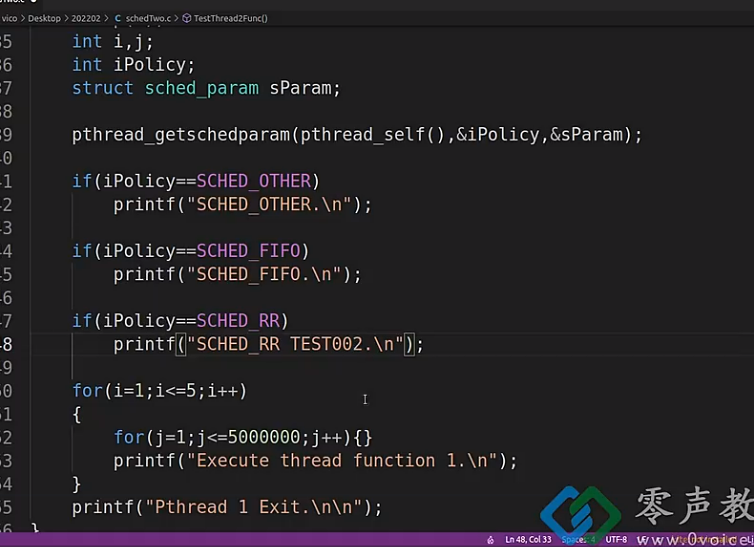 vico > Desktop > 202202 > C schedTwo.c > TestThread2Func()
35 int i,j;
36 int iPolicy;
37 struct sched_param sParam;
38
39 pthread_getschedparam(pthread_self(),&iPolicy,&sParam);
40
41 if(iPolicy==SCHED_OTHER)
42 printf("SCHED_OTHER.\n");
43
44 if(iPolicy==SCHED_FIFO)
45 printf("SCHED_FIFO.\n");
46
47 if(iPolicy==SCHED_RR)
48 printf("SCHED_RR TEST002.\n");
49
50 for(i=1;i<=5;i++)
51 {
52 for(j=1;j<=5000000;j++){}
53 printf("Execute thread function 1.\n");
54 }
55 printf("Pthread 1 Exit.\n\n");
56 }
零声教
Ln 48, Col 33 Spaces: 4 UTF-8
www.0voice